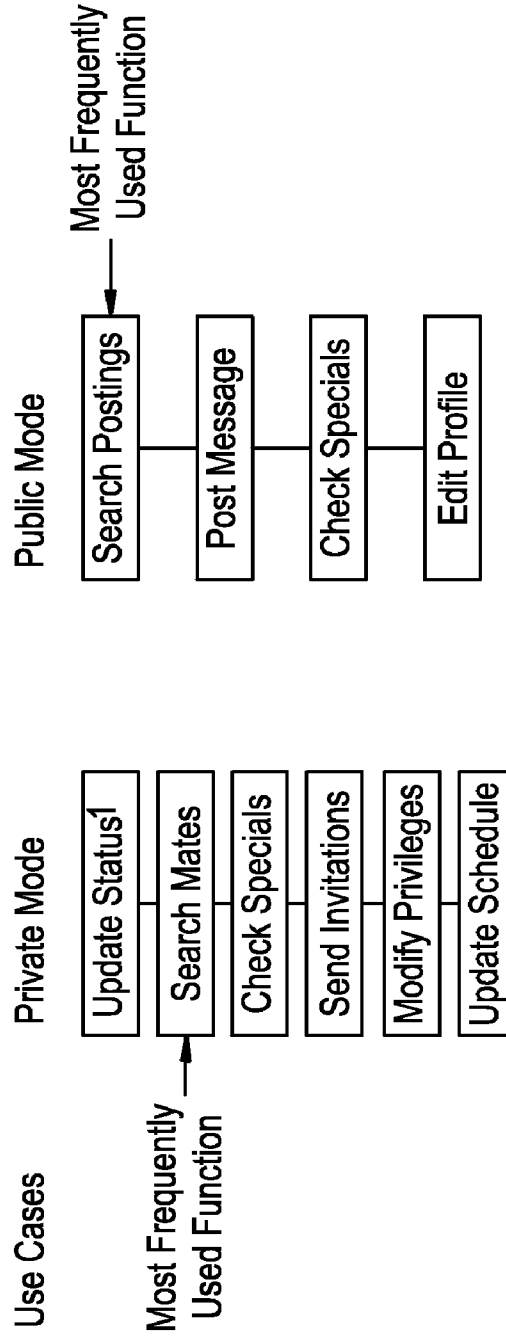 Use Cases
Private Mode
Public Mode
Most Frequently
Used Function
Update Status1
Search Mates
Check Specials
Send Invitations
Modify Privileges
Update Schedule
Search Postings
Post Message
Check Specials
Edit Profile
Most Frequently
Used Function